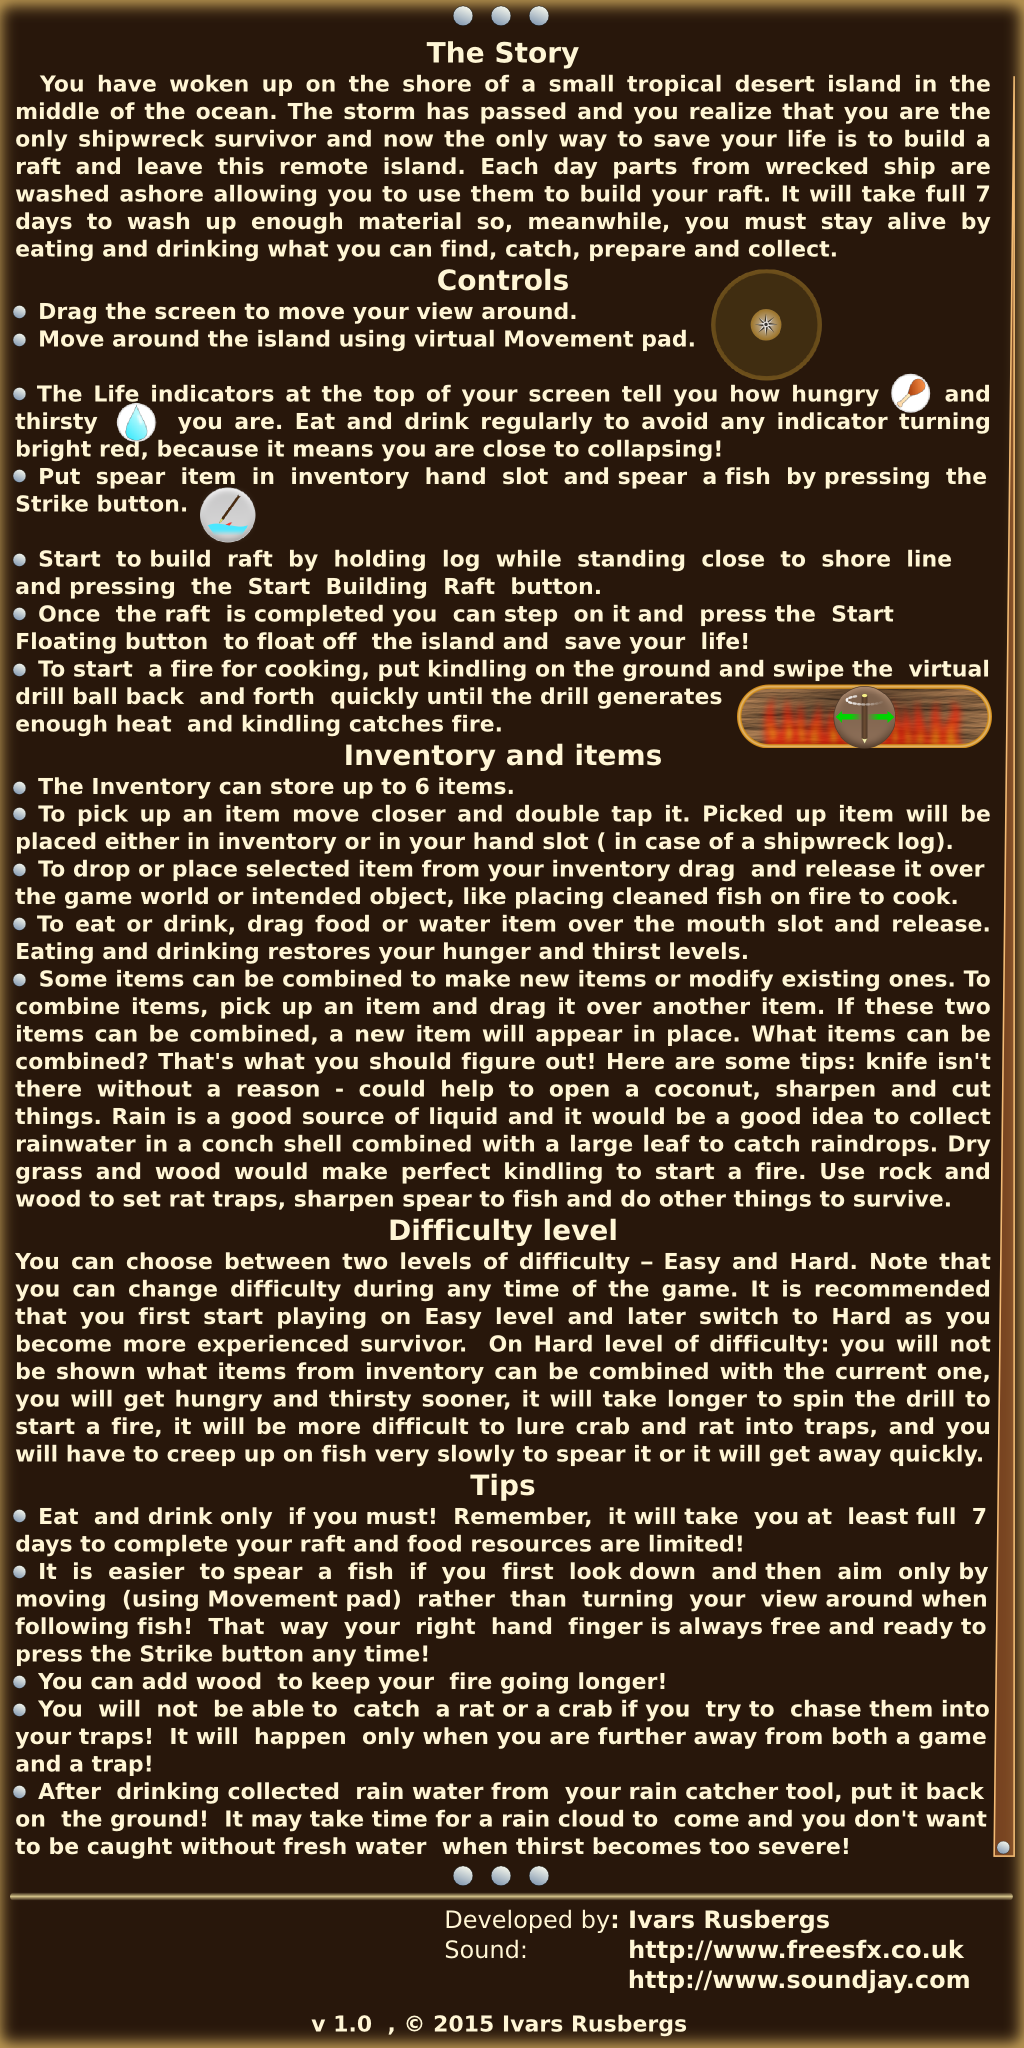 The Story
You have woken up on the shore of a small tropical desert island in the
middle of the ocean. The storm has passed and you realize that you are the
only shipwreck survivor and now the only way to save your life is to build a
raft and leave this remote island. Each day parts from wrecked ship are
washed ashore allowing you to use them to build your raft. It will take full 7
days to wash up enough material so, meanwhile, you must stay alive by
eating and drinking what you can find, catch, prepare and collect.
Controls
Drag the screen to move your view around.
Move around the island using virtual Movement pad.
The Life indicators at the top of your screen tell you how hungry and
thirsty you are. Eat and drink regularly to avoid any indicator turning
bright red, because it means you are close to collapsing!
Put spear item in inventory hand slot and spear a fish by pressing the
Strike button.
Start to build raft by holding log while standing close to shore line
and pressing the Start Building Raft button.
Once the raft is completed you can step on it and press the Start
Floating button to float off the island and save your life!
To start a fire for cooking, put kindling on the ground and swipe the virtual
drill ball back and forth quickly until the drill generates
enough heat and kindling catches fire.
Inventory and items
The Inventory can store up to 6 items.
To pick up an item move closer and double tap it. Picked up item will be
placed either in inventory or in your hand slot ( in case of a shipwreck log).
To drop or place selected item from your inventory drag and release it over
the game world or intended object, like placing cleaned fish on fire to cook.
To eat or drink, drag food or water item over the mouth slot and release.
Eating and drinking restores your hunger and thirst levels.
Some items can be combined to make new items or modify existing ones. To
combine items, pick up an item and drag it over another item. If these two
items can be combined, a new item will appear in place. What items can be
combined? That's what you should figure out! Here are some tips: knife isn't
there without a reason - could help to open a coconut, sharpen and cut
things. Rain is a good source of liquid and it would be a good idea to collect
rainwater in a conch shell combined with a large leaf to catch raindrops. Dry
grass and wood would make perfect kindling to start a fire. Use rock and
wood to set rat traps, sharpen spear to fish and do other things to survive.
Difficulty level
You can choose between two levels of difficulty – Easy and Hard. Note that
you can change difficulty during any time of the game. It is recommended
that you first start playing on Easy level and later switch to Hard as you
become more experienced survivor. On Hard level of difficulty: you will not
be shown what items from inventory can be combined with the current one,
you will get hungry and thirsty sooner, it will take longer to spin the drill to
start a fire, it will be more difficult to lure crab and rat into traps, and you
will have to creep up on fish very slowly to spear it or it will get away quickly.
Tips
Eat and drink only if you must! Remember, it will take you at least full 7
days to complete your raft and food resources are limited!
It is easier to spear a fish if you first look down and then aim only by
moving (using Movement pad) rather than turning your view around when
following fish! That way your right hand finger is always free and ready to
press the Strike button any time!
You can add wood to keep your fire going longer!
You will not be able to catch a rat or a crab if you try to chase them into
your traps! It will happen only when you are further away from both a game
and a trap!
After drinking collected rain water from your rain catcher tool, put it back
on the ground! It may take time for a rain cloud to come and you don't want
to be caught without fresh water when thirst becomes too severe!
Developed by: Ivars Rusbergs
Sound: http://www.freesfx.co.uk
http://www.soundjay.com
v 1.0 , © 2015 Ivars Rusbergs